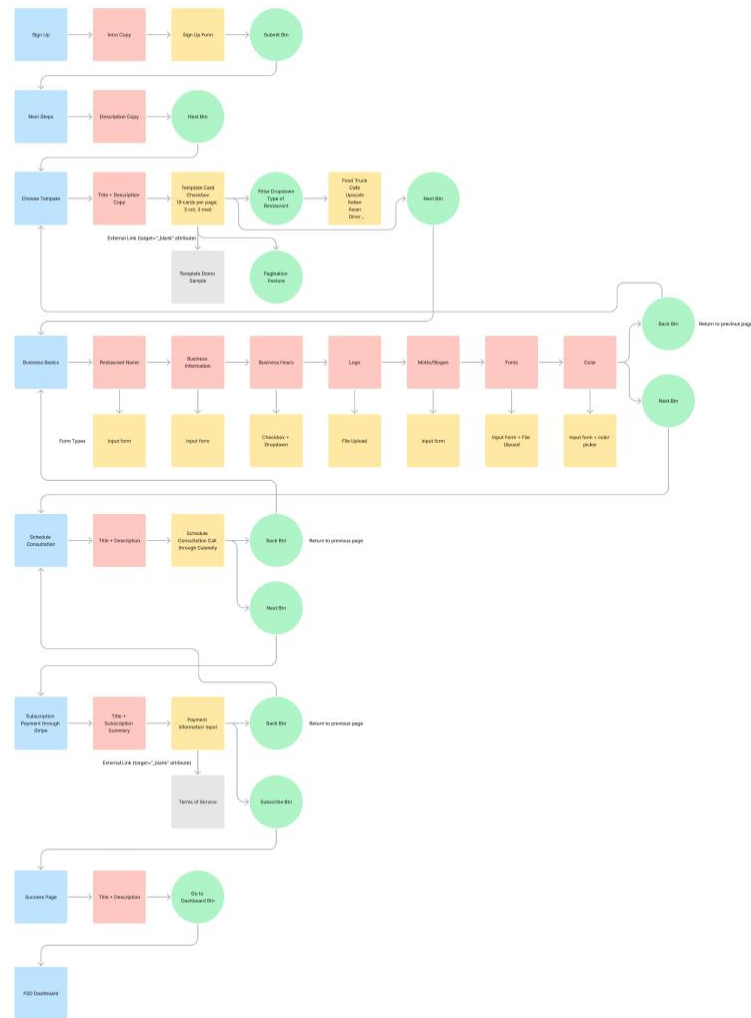 Sign Up
Intro Copy
Sign Up Form
Submit Btn
Next Steps
Description Copy
Next Btn
Choose Template
Title + Description
Copy
Template Card
Checkbox
(9 cards per page,
3 col, 3 row)
Filter Dropdown
Type of
Restaurant
Food Truck
Cafe
Upscale
Italian
Asian
Diner...
Next Btn
External Link (target="_blank" attribute)
Template Demo
Sample
Pagination
Feature
Back Btn
Return to previous page
Business Basics
Restaurant Name
Business
Information
Business Hours
Logo
Motto/Slogan
Fonts
Color
Next Btn
Form Types
Input form
Input form
Checkbox +
Dropdown
File Upload
Input form
Input Form + File
Upload
Input form + color
picker
Schedule
Consultation
Title + Description
Schedule
Consultation Call
through Calendly
Back Btn
Return to previous page
Next Btn
Subscription
Payment through
Stripe
Title +
Subscription
Summary
Payment
Information Input
Back Btn
Return to previous page
External Link (target="_blank" attribute)
Terms of Service
Subscribe Btn
Success Page
Title + Description
Go to
Dashboard Btn
FSD Dashboard